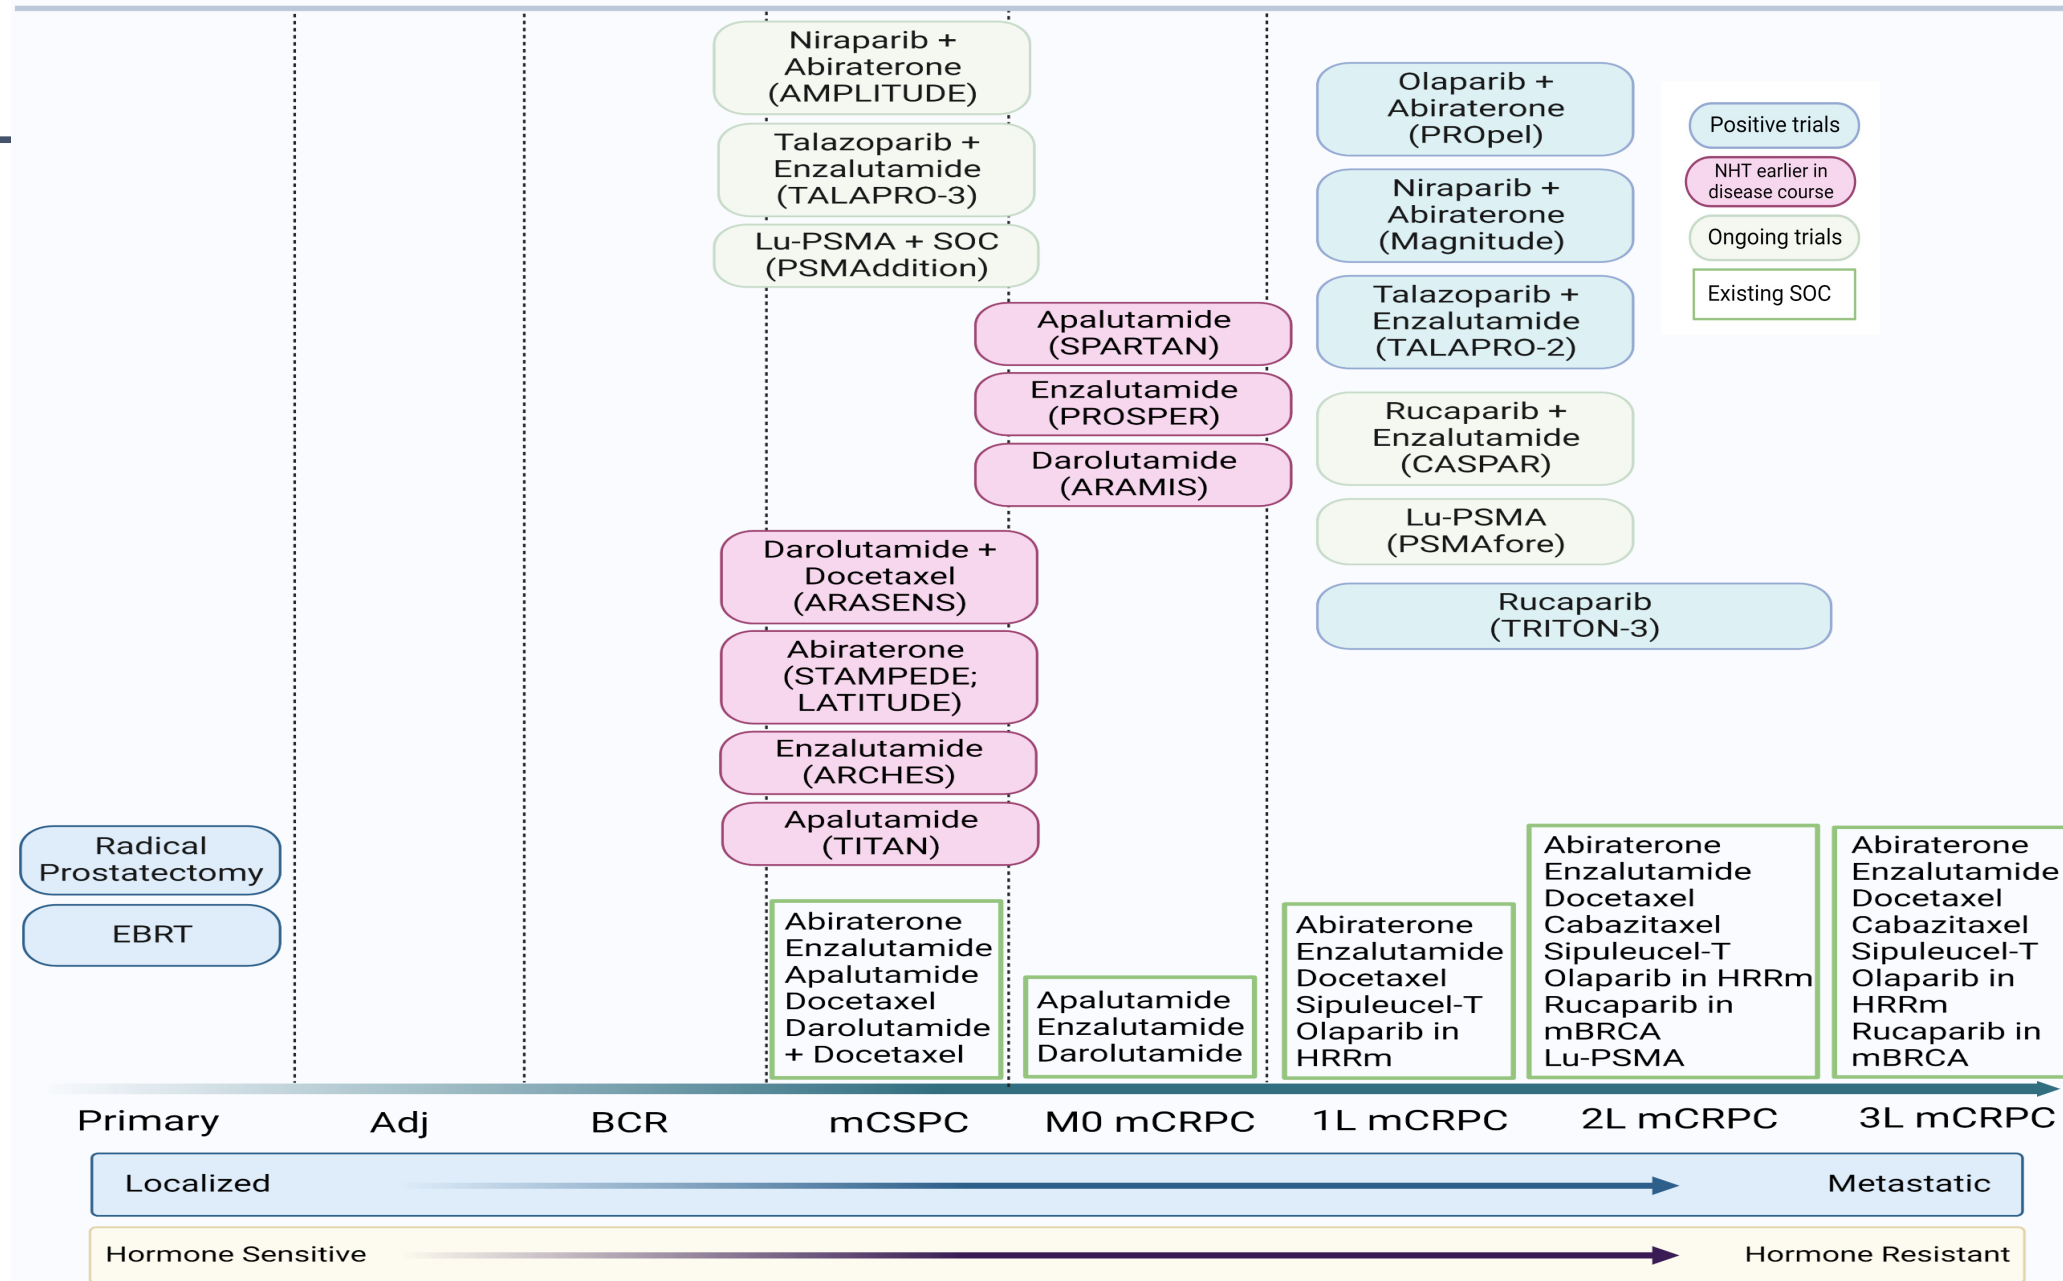 Niraparib +
Abiraterone
(AMPLITUDE)
Talazoparib +
Enzalutamide
(TALAPRO-3)
Lu-PSMA + SOC
(PSMAddition)
Apalutamide
(SPARTAN)
Enzalutamide
(PROSPER)
Darolutamide
(ARAMIS)
Darolutamide +
Docetaxel
(ARASENS)
Abiraterone
(STAMPEDE;
LATITUDE)
Enzalutamide
(ARCHES)
Apalutamide
(TITAN)
Olaparib +
Abiraterone
(PROpel)
Niraparib +
Abiraterone
(Magnitude)
Talazoparib +
Enzalutamide
(TALAPRO-2)
Rucaparib +
Enzalutamide
(CASPAR)
Lu-PSMA
(PSMAfore)
Rucaparib
(TRITON-3)
Positive trials
NHT earlier in
disease course
Ongoing trials
Existing SOC
Radical
Prostatectomy
EBRT
Abiraterone
Enzalutamide
Apalutamide
Docetaxel
Darolutamide
+ Docetaxel
Apalutamide
Enzalutamide
Darolutamide
Abiraterone
Enzalutamide
Docetaxel
Sipuleucel-T
Olaparib in
HRRm
Abiraterone
Enzalutamide
Docetaxel
Cabazitaxel
Sipuleucel-T
Olaparib in HRRm
Rucaparib in
mBRCA
Lu-PSMA
Abiraterone
Enzalutamide
Docetaxel
Cabazitaxel
Sipuleucel-T
Olaparib in
HRRm
Rucaparib in
mBRCA
Primary
Adj
BCR
mCSPC
M0 mCRPC
1L mCRPC
2L mCRPC
3L mCRPC
Localized
Metastatic
Hormone Sensitive
Hormone Resistant